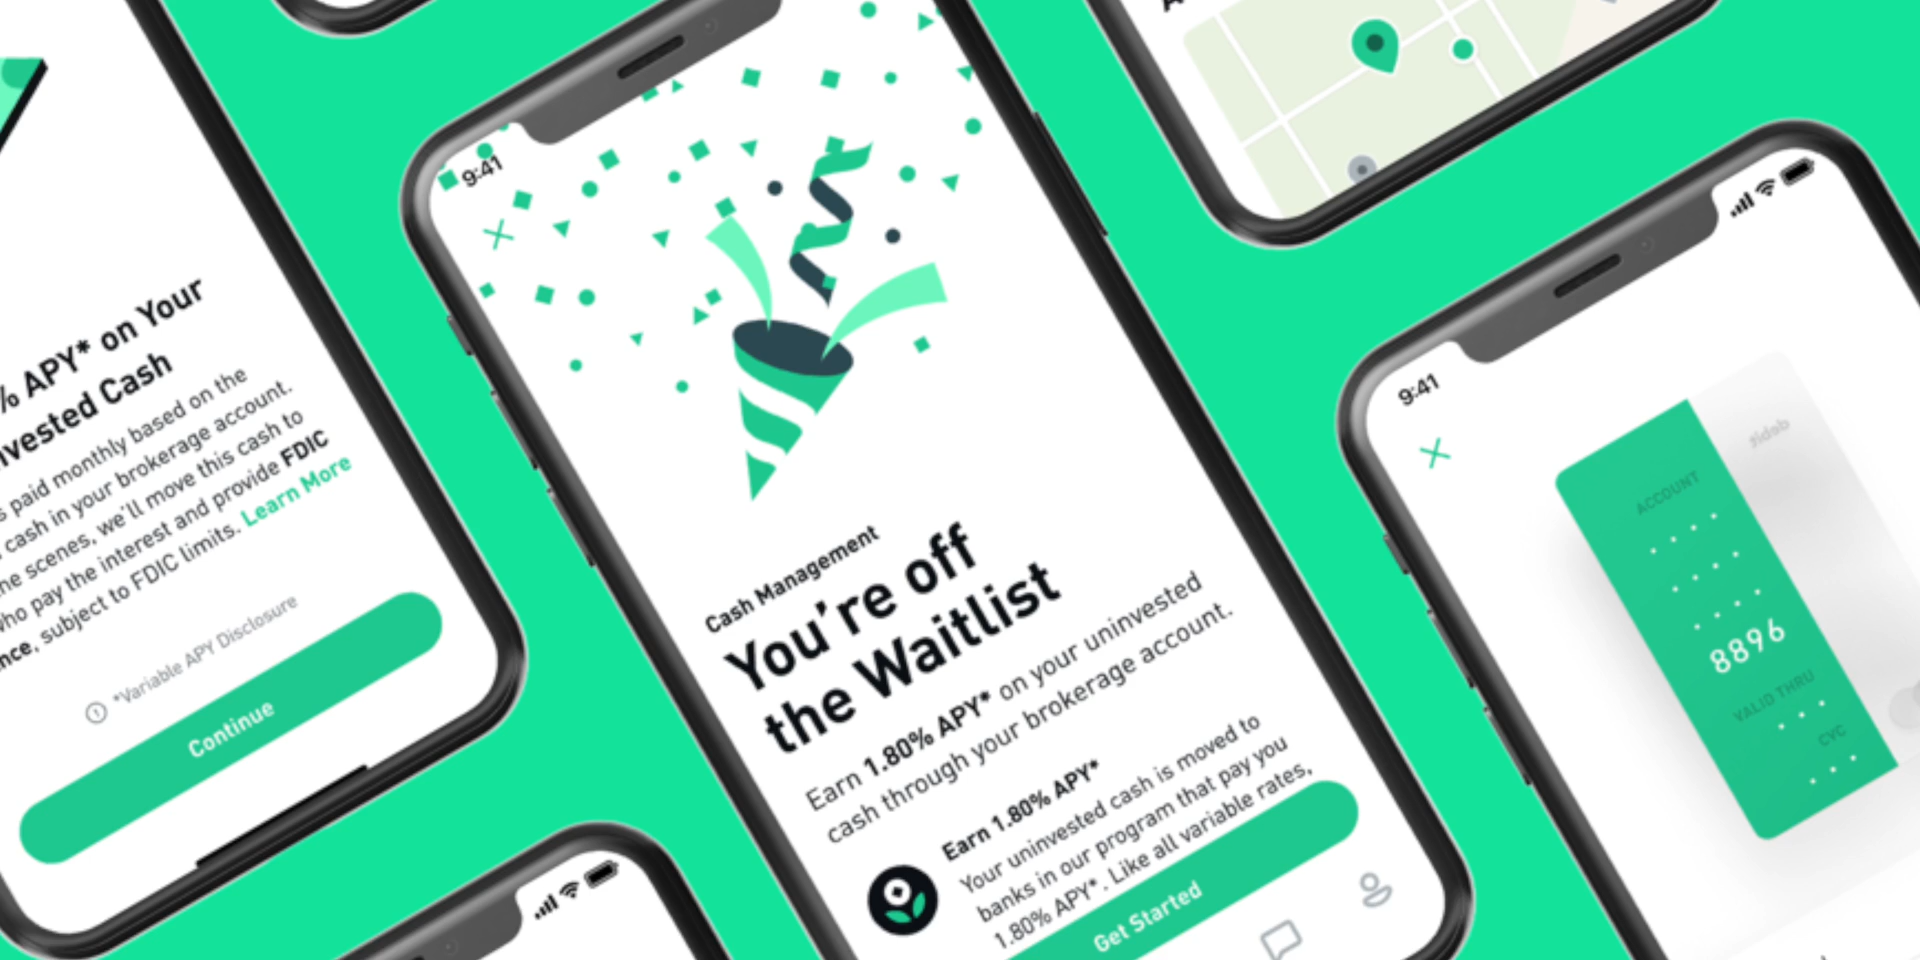 % APY* on Your
vested Cash
s paid monthly based on the
cash in your brokerage account.
scenes, we'll move this cash to
who pay the interest and provide FDIC
nce, subject to FDIC limits. Learn More
*Variable APY Disclosure
Continue
9:41
Cash Management
You're off
the Waitlist
Earn 1.80% APY* on your uninvested
cash through your brokerage account.
Earn 1.80% APY*
Your uninvested cash is moved to
banks in our program that pay you
1.80% APY*. Like all variable rates,
Get Started
9:41
debit
ACCOUNT
8896
VALID THRU
CVC